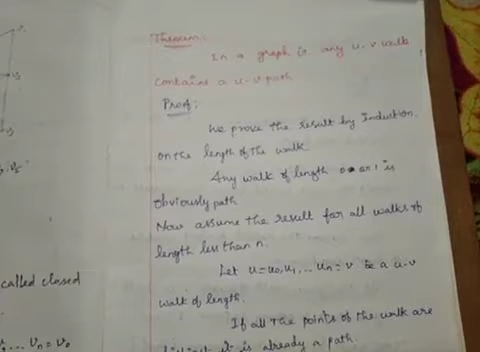 Theorem:
In a graph G any u-v walk
contains a u-v path
Proof:
We prove the result by induction
on the length of the walk.
Any walk of length 0 or 1 is
obviously path
Now assume the result for all walks of
length less than n.
Let u=u0,u1,... un=v be a u-v
walk of length.
If all the points of the walk are
it is already a path.
called closed
... vn = v0